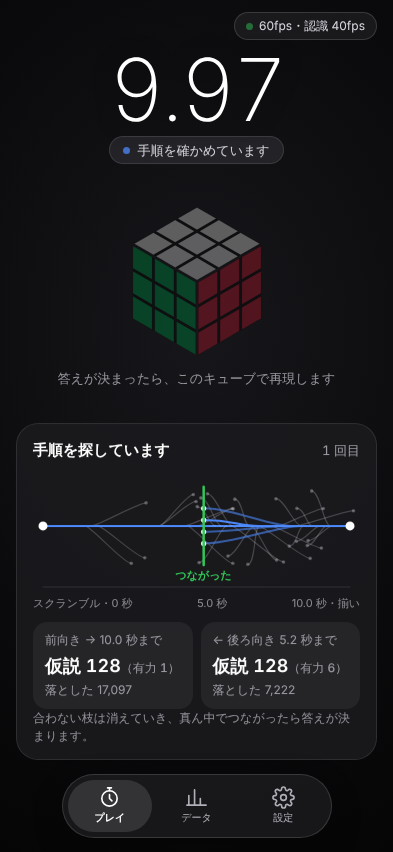 60fps・認識 40fps
9.97
手順を確かめています
答えが決まったら、このキューブで再現します
手順を探しています 1 回目
つながった
スクランブル・0 秒 5.0 秒 10.0 秒・揃い
前向き → 10.0 秒まで ← 後ろ向き 5.2 秒まで
仮説 128（有力 1） 仮説 128（有力 6）
落とした 17,097 落とした 7,222
合わない枝は消えていき、真ん中でつながったら答えが決
まります。
プレイ データ 設定